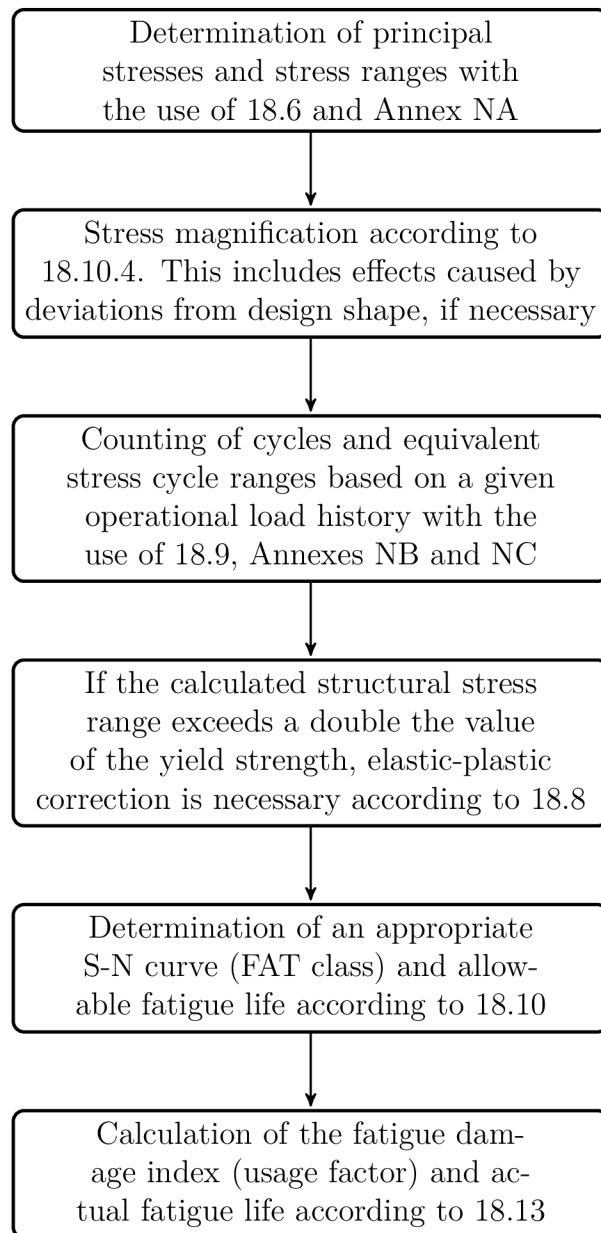 Determination of principal
stresses and stress ranges with
the use of 18.6 and Annex NA
Stress magnification according to
18.10.4. This includes effects caused by
deviations from design shape, if necessary
Counting of cycles and equivalent
stress cycle ranges based on a given
operational load history with the
use of 18.9, Annexes NB and NC
If the calculated structural stress
range exceeds a double the value
of the yield strength, elastic-plastic
correction is necessary according to 18.8
Determination of an appropriate
S-N curve (FAT class) and allow-
able fatigue life according to 18.10
Calculation of the fatigue dam-
age index (usage factor) and ac-
tual fatigue life according to 18.13